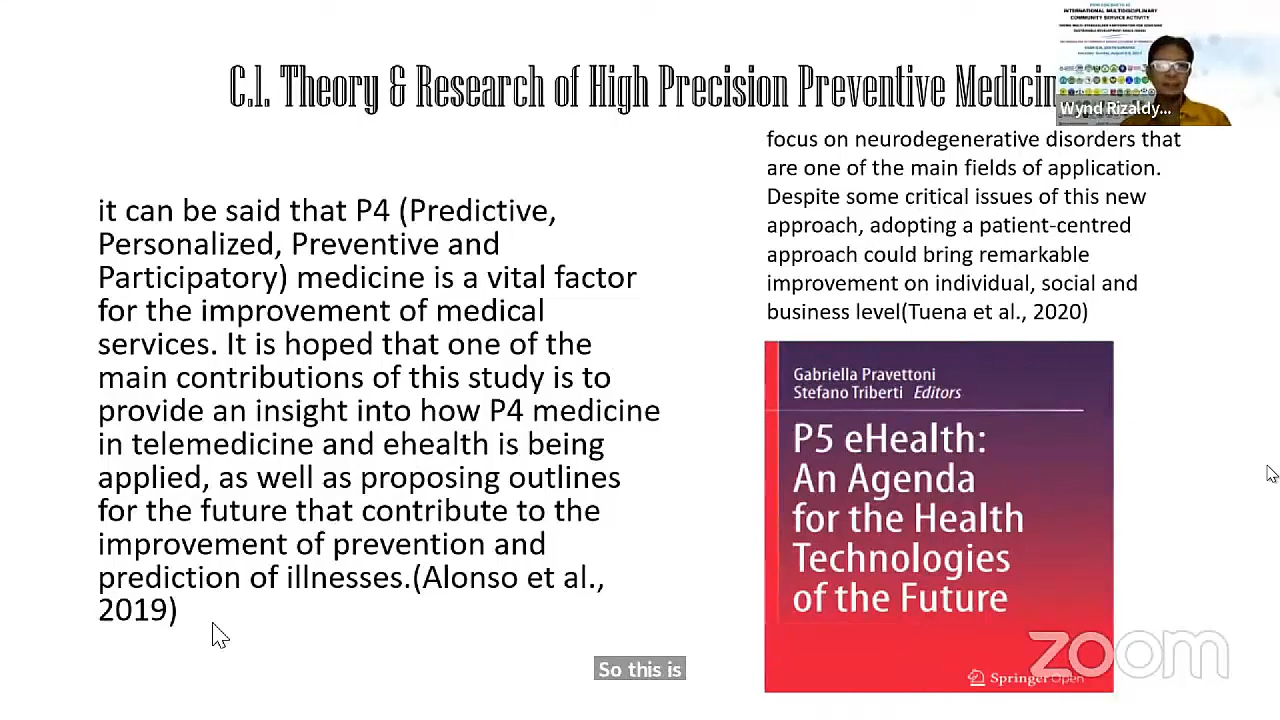 INTERNATIONAL MULTIDISCIPLINARY
COMMUNITY SERVICE ACTIVITY
C.1. Theory & Research of High Precision Preventive Medicin
Wynd Rizaldy...
it can be said that P4 (Predictive,
Personalized, Preventive and
Participatory) medicine is a vital factor
for the improvement of medical
services. It is hoped that one of the
main contributions of this study is to
provide an insight into how P4 medicine
in telemedicine and ehealth is being
applied, as well as proposing outlines
for the future that contribute to the
improvement of prevention and
prediction of illnesses.(Alonso et al.,
2019)
focus on neurodegenerative disorders that
are one of the main fields of application.
Despite some critical issues of this new
approach, adopting a patient-centred
approach could bring remarkable
improvement on individual, social and
business level(Tuena et al., 2020)
Gabriella Pravettoni
Stefano Triberti Editors
P5 eHealth:
An Agenda
for the Health
Technologies
of the Future
Springer Open
zoom
So this is